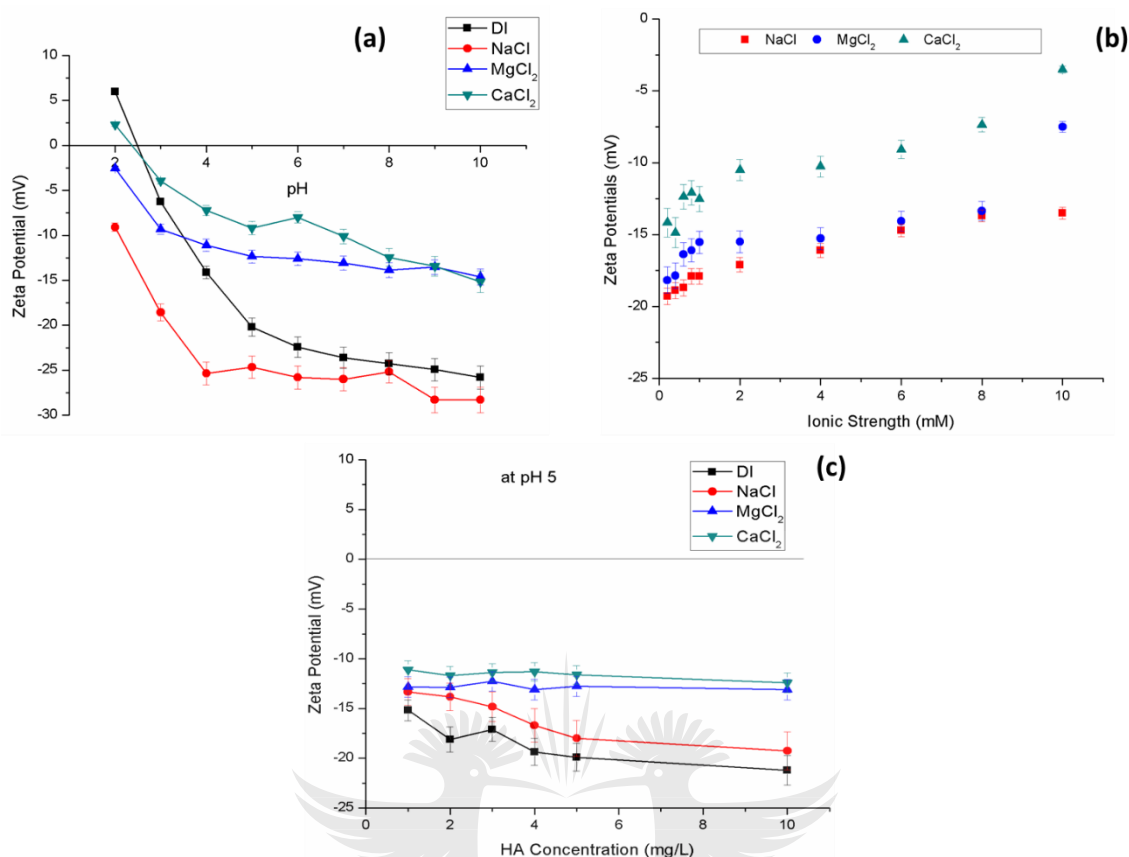 (a)
DI
NaCl
MgCl₂
CaCl₂
10
5
0
-5
-10
-15
-20
-25
-30
Zeta Potential (mV)
2
4
6
8
10
pH
(b)
NaCl
MgCl₂
CaCl₂
0
-5
-10
-15
-20
-25
Zeta Potentials (mV)
0
2
4
6
8
10
Ionic Strength (mM)
(c)
at pH 5
DI
NaCl
MgCl₂
CaCl₂
10
5
0
-5
-10
-15
-20
-25
Zeta Potential (mV)
0
2
4
6
8
10
HA Concentration (mg/L)